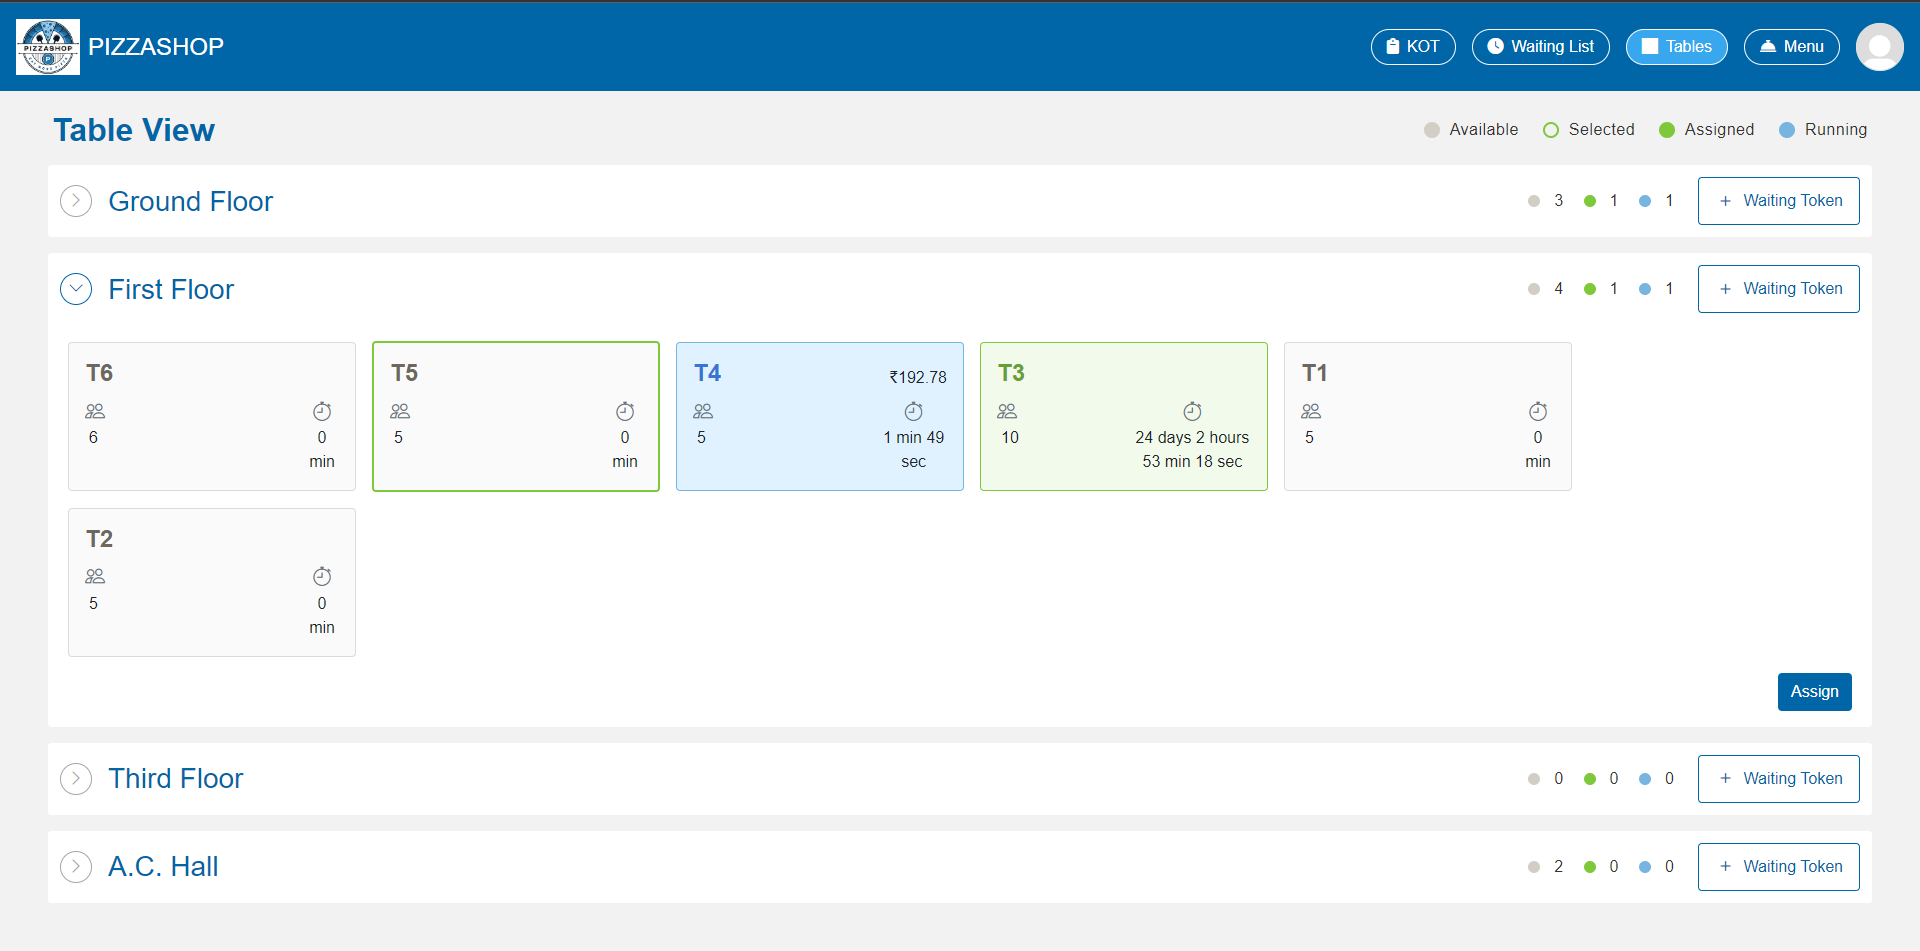 PIZZASHOP
PIZZASHOP
KOT
Waiting List
Tables
Menu
Table View
Available
Selected
Assigned
Running
Ground Floor
3
1
1
+ Waiting Token
First Floor
4
1
1
+ Waiting Token
T6
6
0
min
T5
5
0
min
T4
₹192.78
5
1 min 49
sec
T3
10
24 days 2 hours
53 min 18 sec
T1
5
0
min
T2
5
0
min
Assign
Third Floor
0
0
0
+ Waiting Token
A.C. Hall
2
0
0
+ Waiting Token